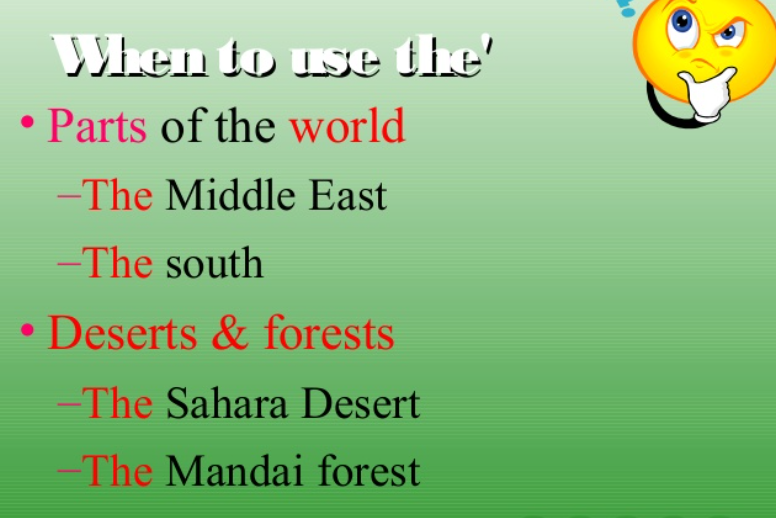 When to use the'
• Parts of the world
–The Middle East
–The south
• Deserts & forests
–The Sahara Desert
–The Mandai forest